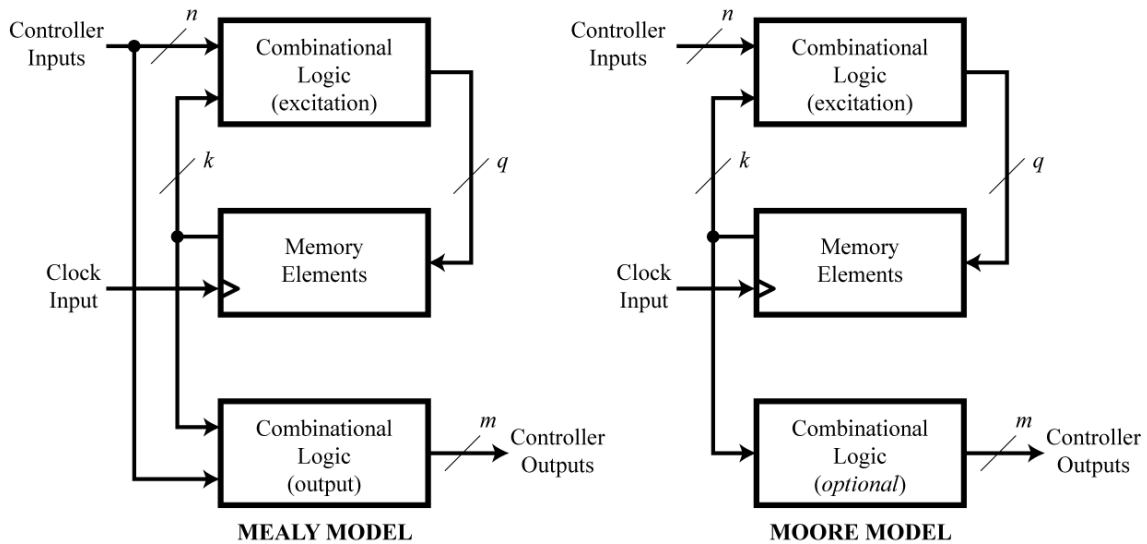 Controller
Inputs
n
Combinational
Logic
(excitation)
k
q
Memory
Elements
Clock
Input
Combinational
Logic
(output)
m
Controller
Outputs
MEALY MODEL
Controller
Inputs
n
Combinational
Logic
(excitation)
k
q
Memory
Elements
Clock
Input
Combinational
Logic
(optional)
m
Controller
Outputs
MOORE MODEL